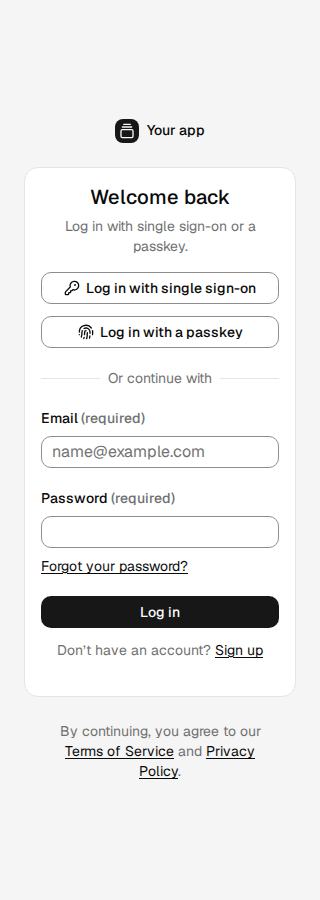 Your app
Welcome back
Log in with single sign-on or a
passkey.
Log in with single sign-on
Log in with a passkey
Or continue with
Email (required)
name@example.com
Password (required)
Forgot your password?
Log in
Don’t have an account? Sign up
By continuing, you agree to our
Terms of Service and Privacy
Policy.